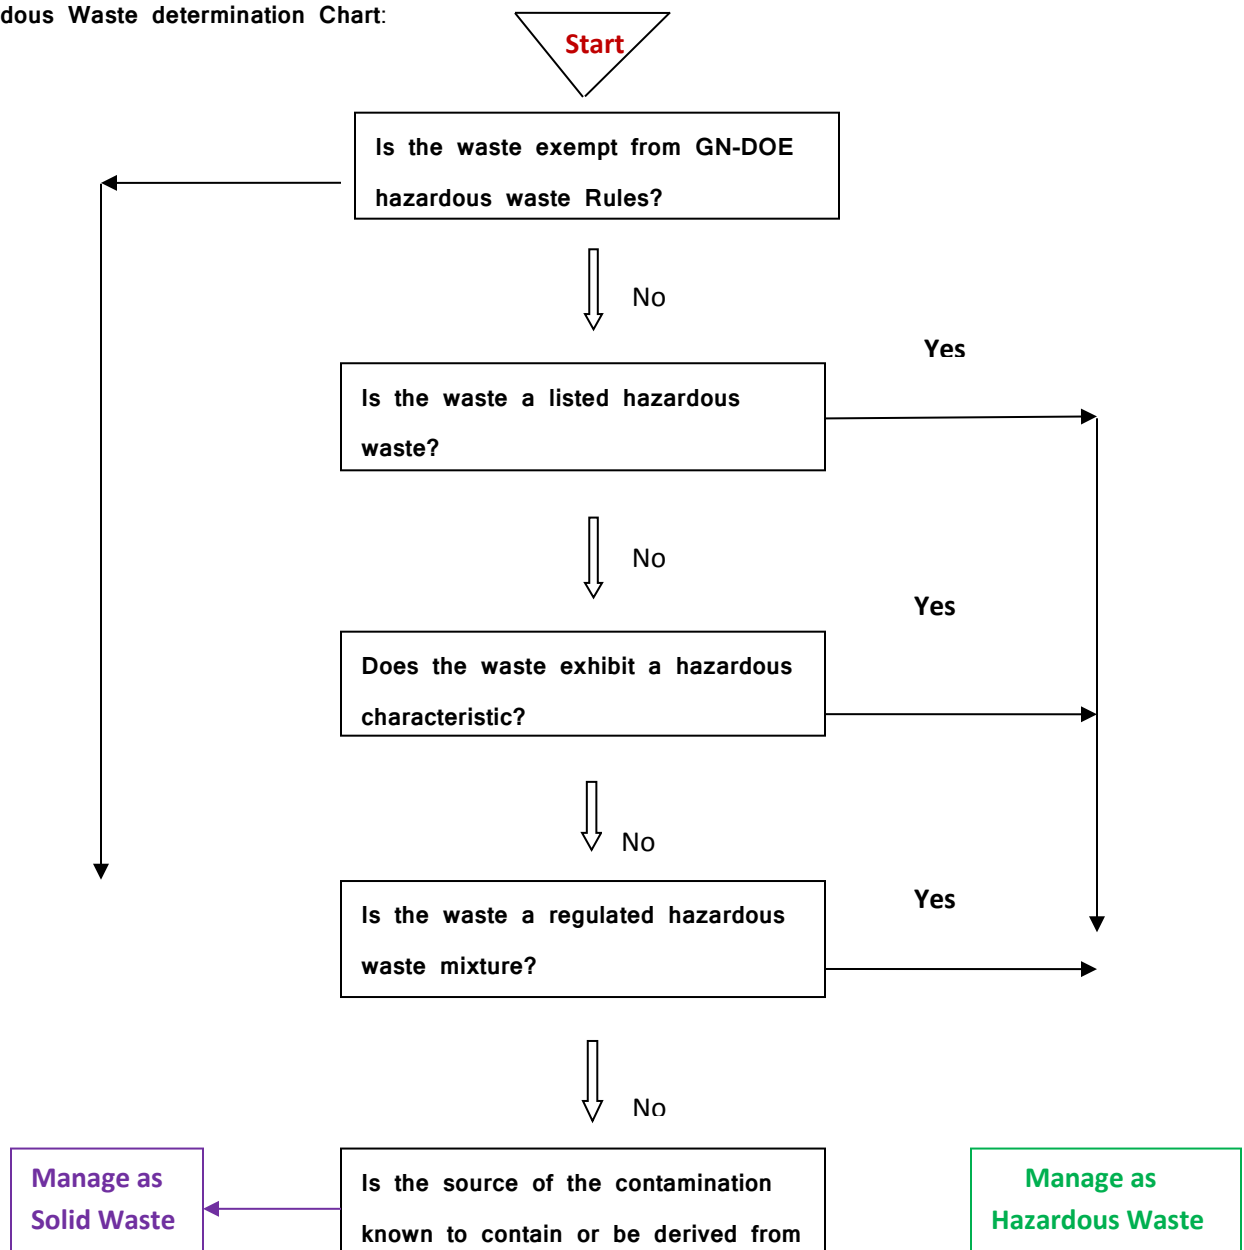 dous Waste determination Chart:
Start
Is the waste exempt from GN-DOE
hazardous waste Rules?
No
Yes
Is the waste a listed hazardous
waste?
No
Yes
Does the waste exhibit a hazardous
characteristic?
No
Yes
Is the waste a regulated hazardous
waste mixture?
No
Manage as
Solid Waste
Is the source of the contamination
known to contain or be derived from
Manage as
Hazardous Waste